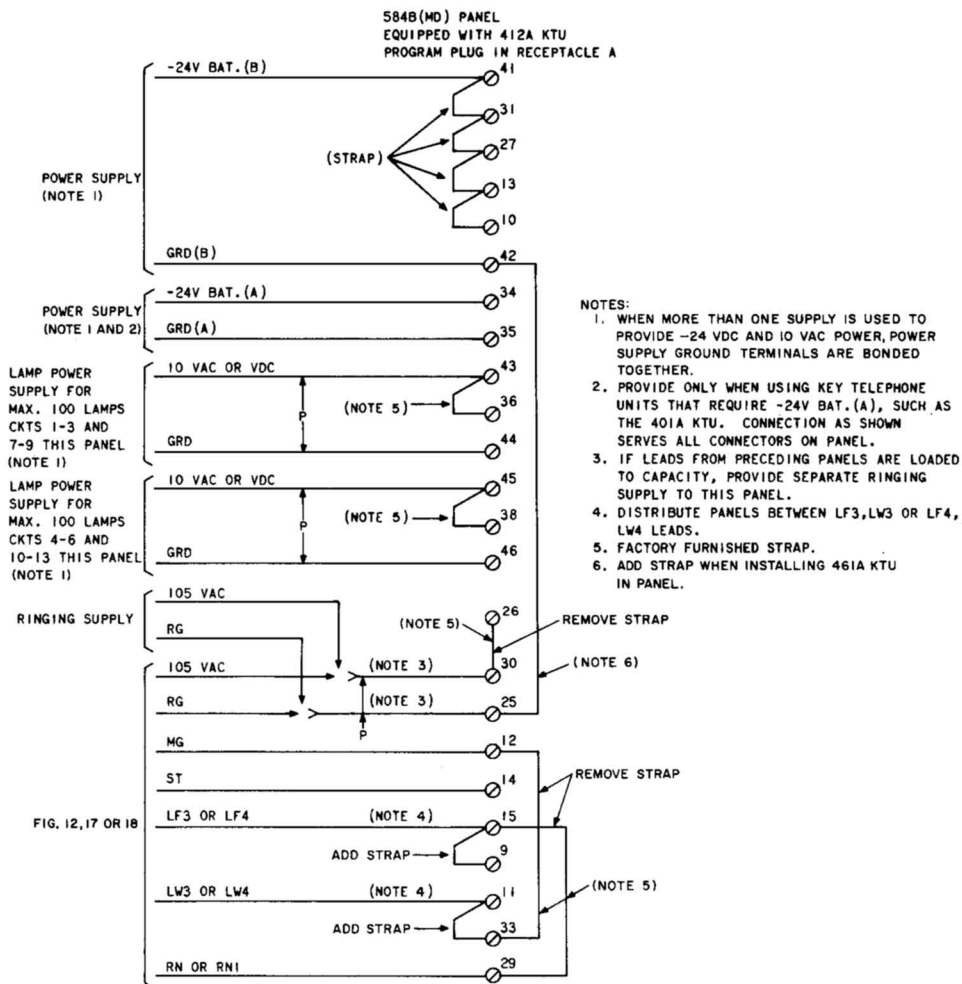 584B(MD) PANEL
EQUIPPED WITH 412A KTU
PROGRAM PLUG IN RECEPTACLE A
-24V BAT.(B)
41
31
27
(STRAP)
13
10
POWER SUPPLY
(NOTE 1)
GRD(B)
42
-24V BAT.(A)
34
POWER SUPPLY
(NOTE 1 AND 2)
GRD(A)
35
LAMP POWER
SUPPLY FOR
MAX. 100 LAMPS
CKTS 1-3 AND
7-9 THIS PANEL
(NOTE 1)
10 VAC OR VDC
43
P
(NOTE 5)
36
GRD
44
LAMP POWER
SUPPLY FOR
MAX. 100 LAMPS
CKTS 4-6 AND
10-13 THIS PANEL
(NOTE 1)
10 VAC OR VDC
45
P
(NOTE 5)
38
GRD
46
RINGING SUPPLY
105 VAC
RG
26
(NOTE 5)
REMOVE STRAP
105 VAC
(NOTE 3)
30
(NOTE 6)
RG
(NOTE 3)
25
P
MG
12
REMOVE STRAP
ST
14
FIG. 12,17 OR 18
LF3 OR LF4
(NOTE 4)
15
ADD STRAP
9
LW3 OR LW4
(NOTE 4)
11
(NOTE 5)
ADD STRAP
33
RN OR RN1
29
NOTES:
1. WHEN MORE THAN ONE SUPPLY IS USED TO
PROVIDE -24 VDC AND 10 VAC POWER, POWER
SUPPLY GROUND TERMINALS ARE BONDED
TOGETHER.
2. PROVIDE ONLY WHEN USING KEY TELEPHONE
UNITS THAT REQUIRE -24V BAT.(A), SUCH AS
THE 401A KTU. CONNECTION AS SHOWN
SERVES ALL CONNECTORS ON PANEL.
3. IF LEADS FROM PRECEDING PANELS ARE LOADED
TO CAPACITY, PROVIDE SEPARATE RINGING
SUPPLY TO THIS PANEL.
4. DISTRIBUTE PANELS BETWEEN LF3,LW3 OR LF4,
LW4 LEADS.
5. FACTORY FURNISHED STRAP.
6. ADD STRAP WHEN INSTALLING 461A KTU
IN PANEL.